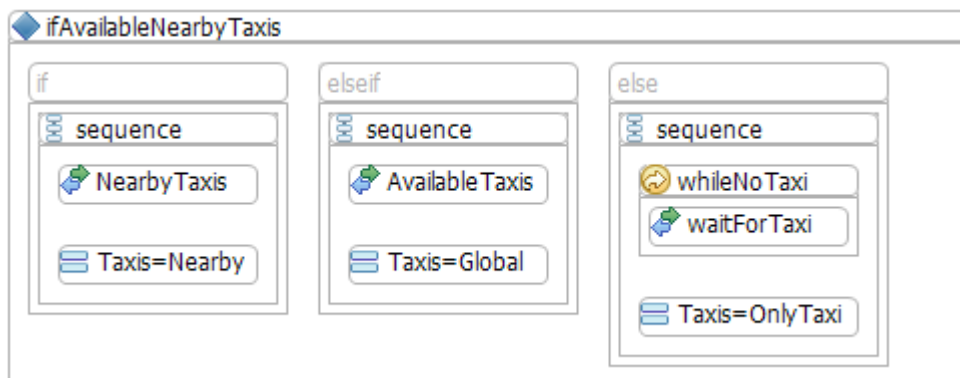 ifAvailableNearbyTaxis
if
elseif
else
sequence
sequence
sequence
NearbyTaxis
AvailableTaxis
whileNoTaxi
waitForTaxi
Taxis=Nearby
Taxis=Global
Taxis=OnlyTaxi